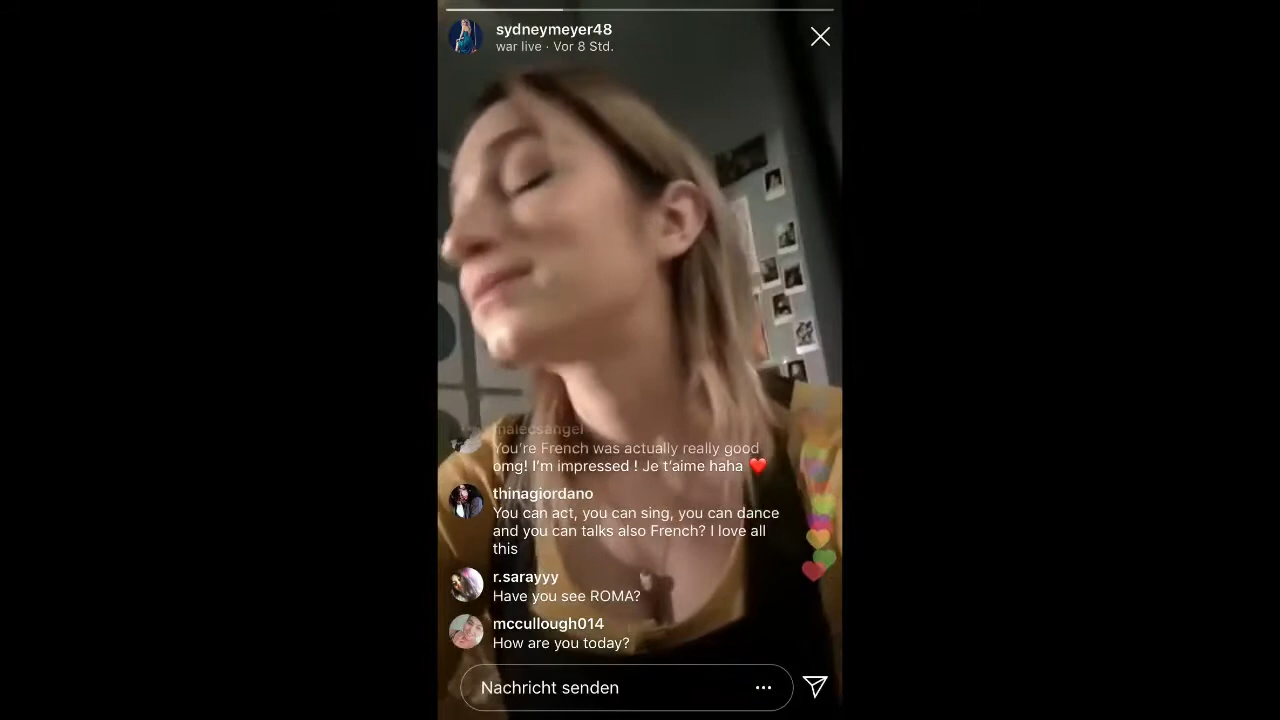 sydneymeyer48
war live · Vor 8 Std.
malecsangel
You're French was actually really good
omg! I'm impressed ! Je t'aime haha ❤️
thinagiordano
You can act, you can sing, you can dance
and you can talks also French? I love all
this
r.sarayyy
Have you see ROMA?
mccullough014
How are you today?
Nachricht senden